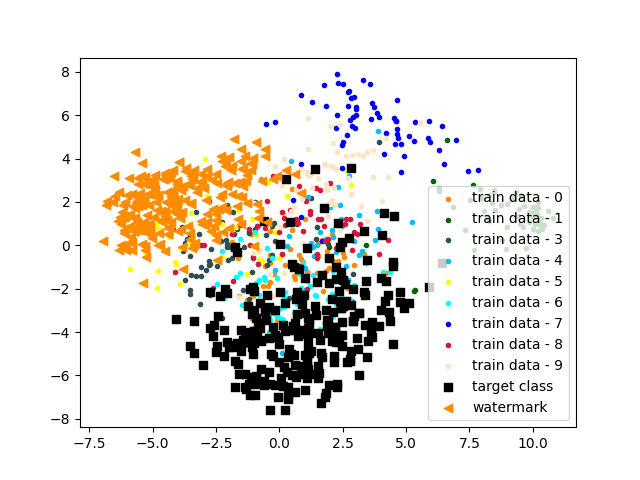 8
6
4
2
0
−2
−4
−6
−8
−7.5
−5.0
−2.5
0.0
2.5
5.0
7.5
10.0
train data - 0
train data - 1
train data - 3
train data - 4
train data - 5
train data - 6
train data - 7
train data - 8
train data - 9
target class
watermark